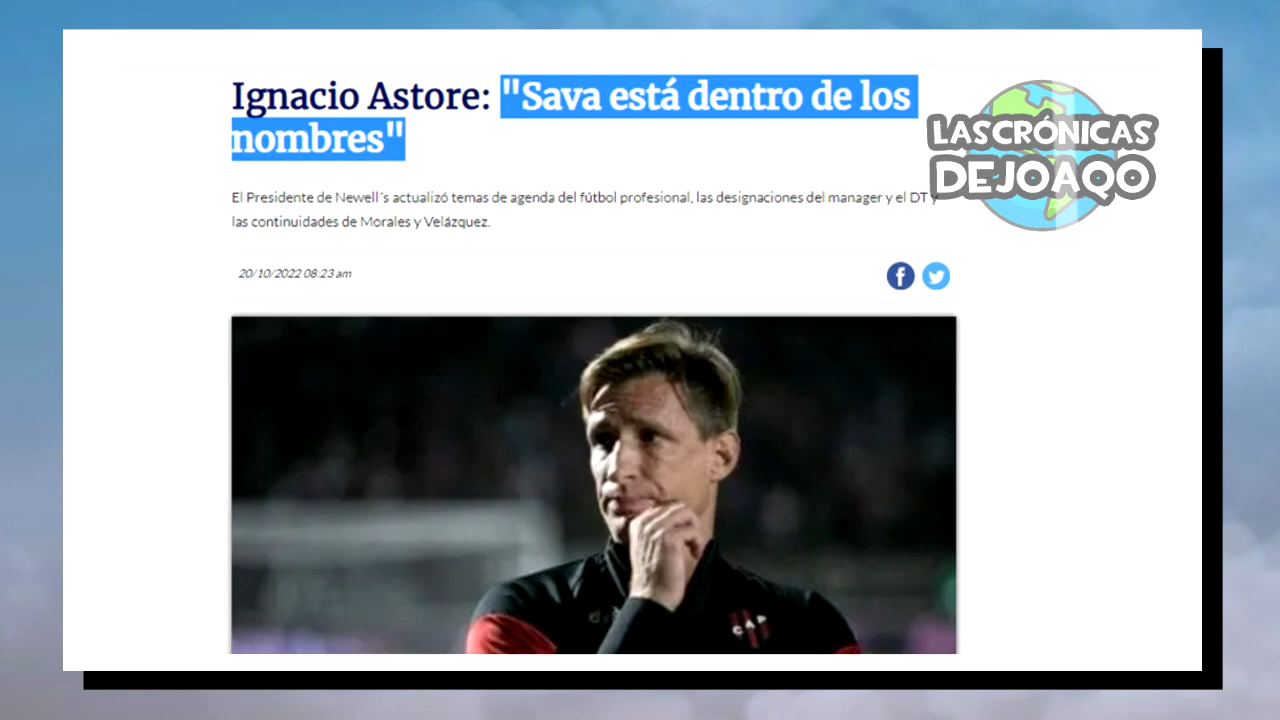 Ignacio Astore: "Sava está dentro de los
nombres"
LASCRÓNICAS
DEJOAQO
El Presidente de Newell´s actualizó temas de agenda del fútbol profesional, las designaciones del manager y el DT y
las continuidades de Morales y Velázquez.
20/10/2022 08:23 am
CAP